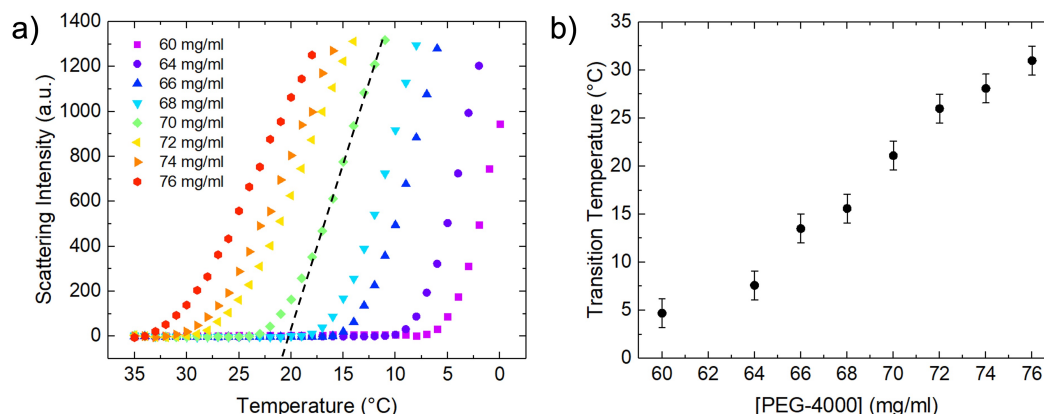 a)
Scattering Intensity (a.u.)
1400
1200
1000
800
600
400
200
0
60 mg/ml
64 mg/ml
66 mg/ml
68 mg/ml
70 mg/ml
72 mg/ml
74 mg/ml
76 mg/ml
35 30 25 20 15 10 5 0
Temperature (°C)
b)
Transition Temperature (°C)
35
30
25
20
15
10
5
0
60 62 64 66 68 70 72 74 76
[PEG-4000] (mg/ml)